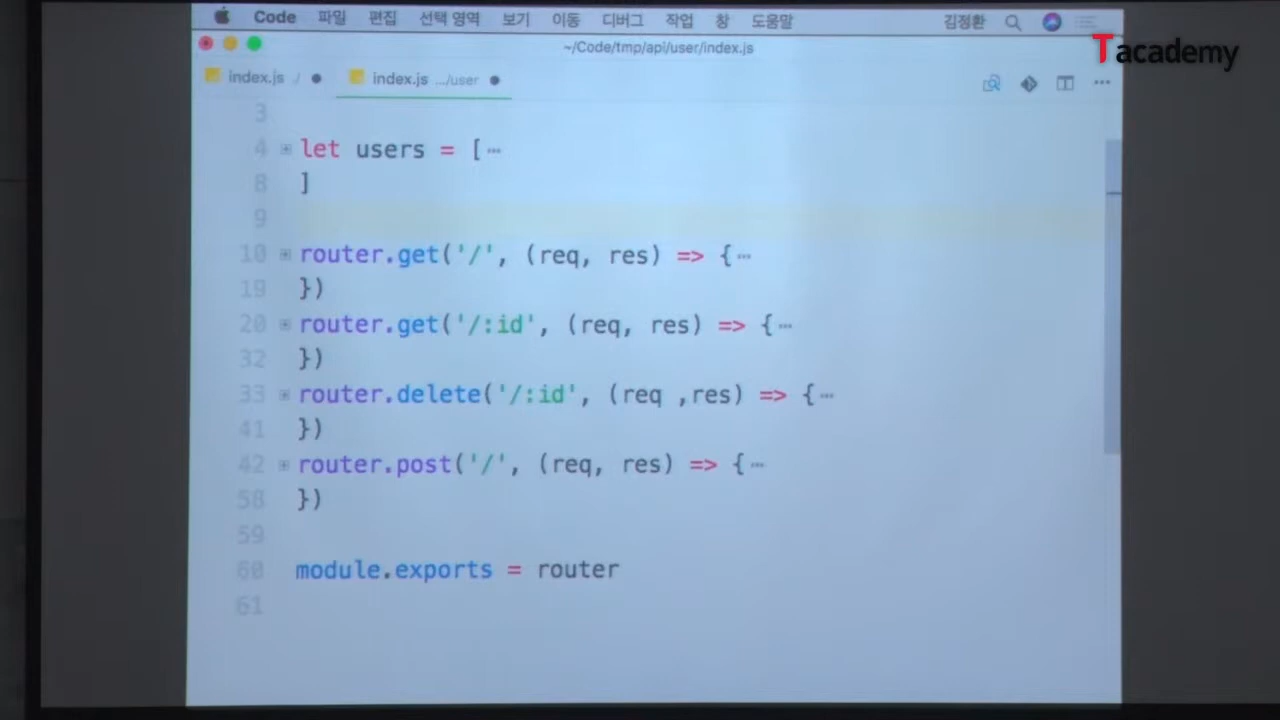 Code 파일 편집 선택 영역 보기 이동 디버그 작업 창 도움말 김정환
Tacademy
~/Code/tmp/api/user/index.js
index.js / index.js .../user
3
4 let users = [⋯
8 ]
9
10 router.get('/', (req, res) => {⋯
19 })
20 router.get('/:id', (req, res) => {⋯
32 })
33 router.delete('/:id', (req ,res) => {⋯
41 })
42 router.post('/', (req, res) => {⋯
58 })
59
60 module.exports = router
61